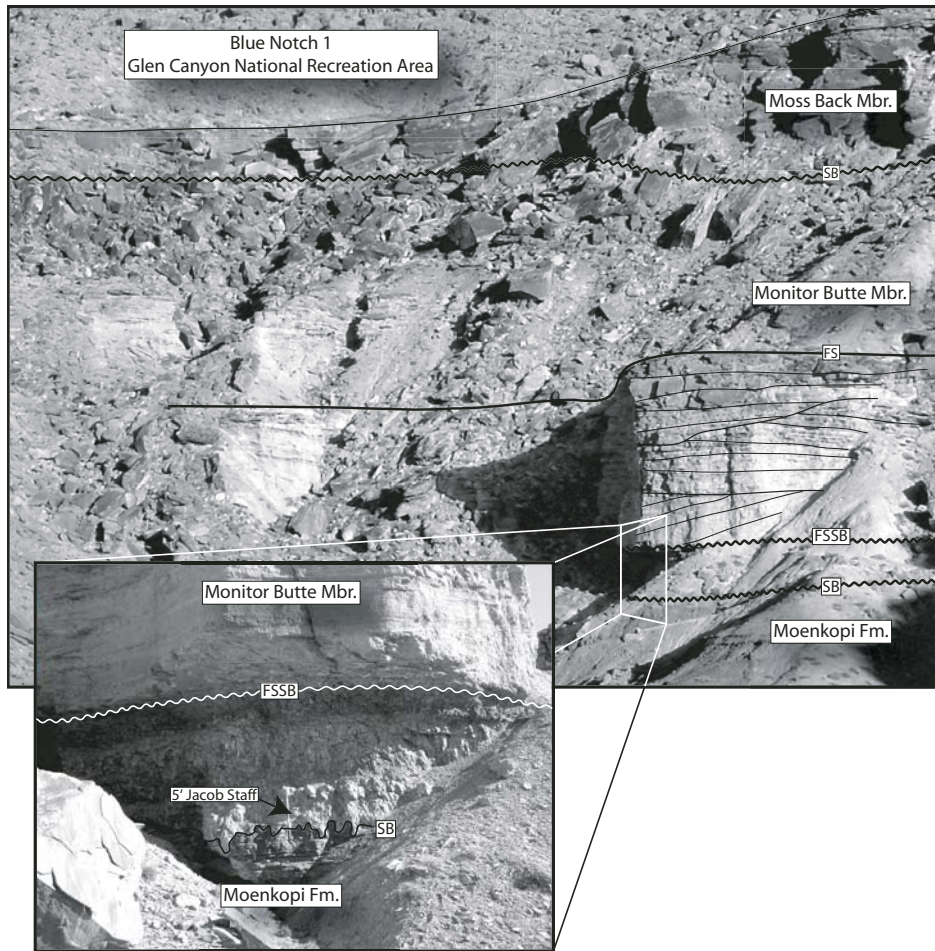 Blue Notch 1
Glen Canyon National Recreation Area
Moss Back Mbr.
SB
Monitor Butte Mbr.
FS
FSSB
SB
Moenkopi Fm.
Monitor Butte Mbr.
FSSB
5' Jacob Staff
SB
Moenkopi Fm.